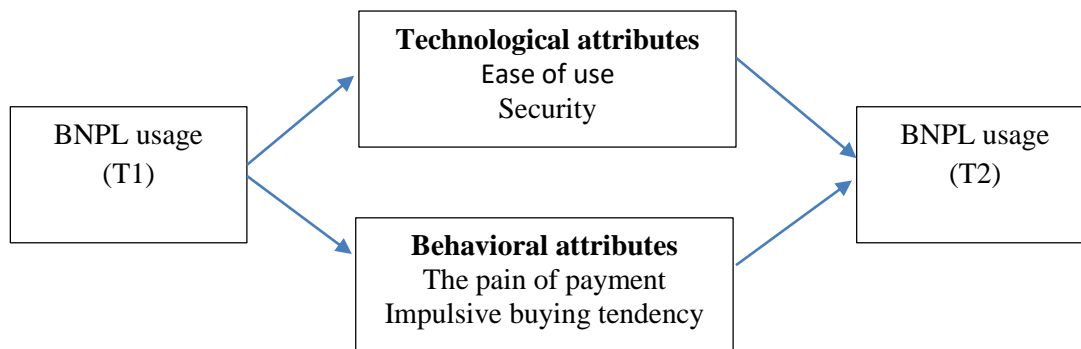 Technological attributes
Ease of use
Security
BNPL usage
(T1)
BNPL usage
(T2)
Behavioral attributes
The pain of payment
Impulsive buying tendency